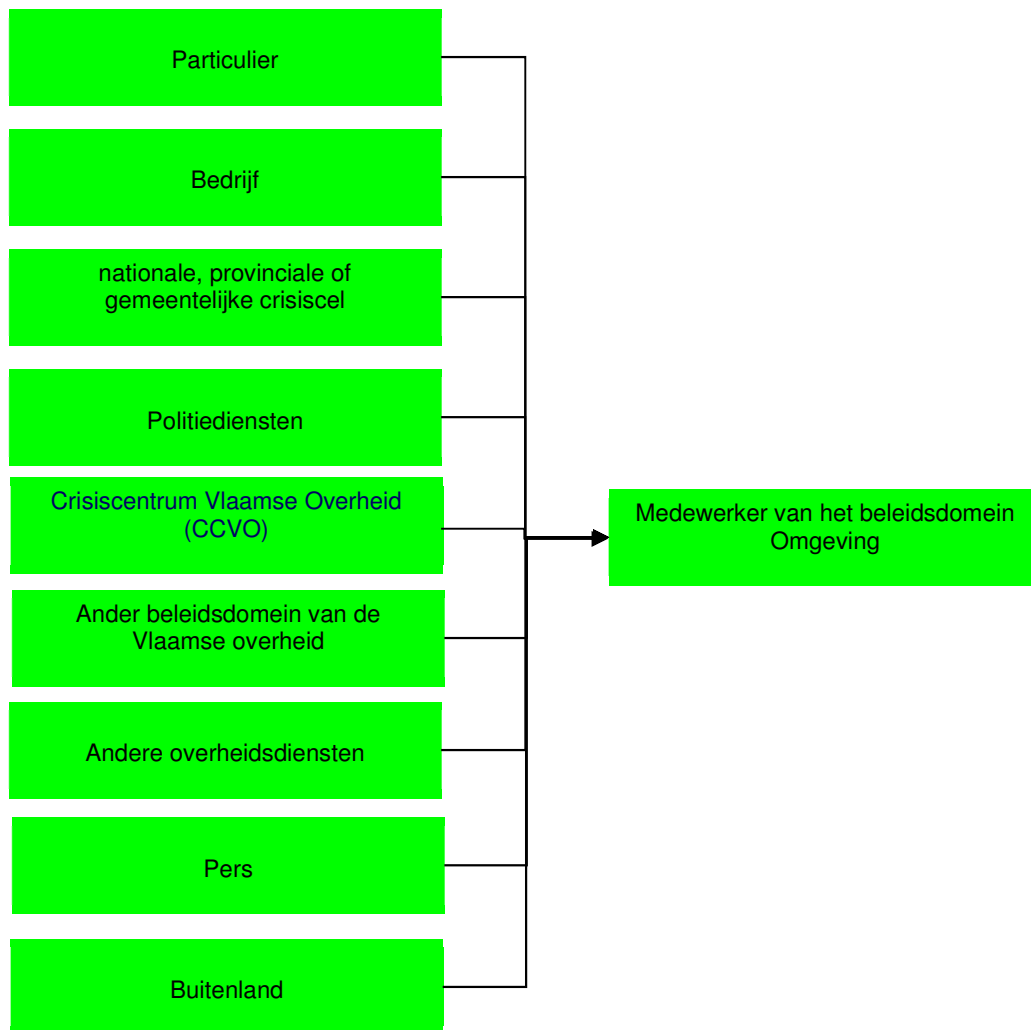 Particulier
Bedrijf
nationale, provinciale of
gemeentelijke crisiscel
Politiediensten
Crisiscentrum Vlaamse Overheid
(CCVO)
Medewerker van het beleidsdomein
Omgeving
Ander beleidsdomein van de
Vlaamse overheid
Andere overheidsdiensten
Pers
Buitenland